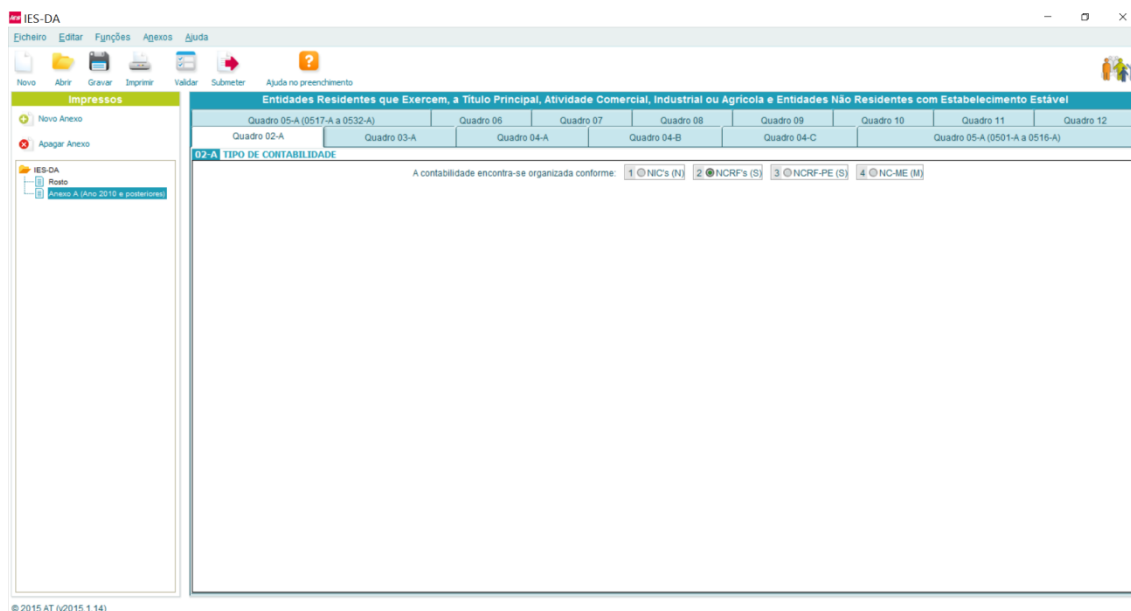 IES-DA
Ficheiro Editar Funções Anexos Ajuda
Novo Abrir Gravar Imprimir Validar Submeter Ajuda no preenchimento
Impressos
Novo Anexo
Apagar Anexo
IES-DA
Rosto
Anexo A (Ano 2010 e posteriores)
Entidades Residentes que Exercem, a Título Principal, Atividade Comercial, Industrial ou Agrícola e Entidades Não Residentes com Estabelecimento Estável
Quadro 05-A (0517-A a 0532-A) Quadro 06 Quadro 07 Quadro 08 Quadro 09 Quadro 10 Quadro 11 Quadro 12
Quadro 02-A Quadro 03-A Quadro 04-A Quadro 04-B Quadro 04-C Quadro 05-A (0501-A a 0516-A)
02-A TIPO DE CONTABILIDADE
A contabilidade encontra-se organizada conforme: 1 NIC's (N) 2 NCRF's (S) 3 NCRF-PE (S) 4 NC-ME (M)
© 2015 AT (v2015.1.14)